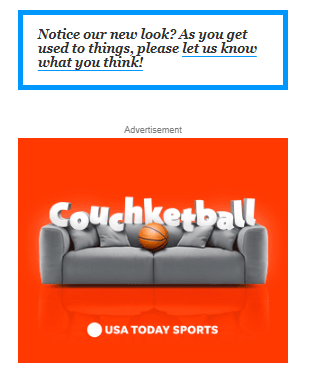 Notice our new look? As you get
used to things, please let us know
what you think!
Advertisement
Couchketball
USA TODAY SPORTS